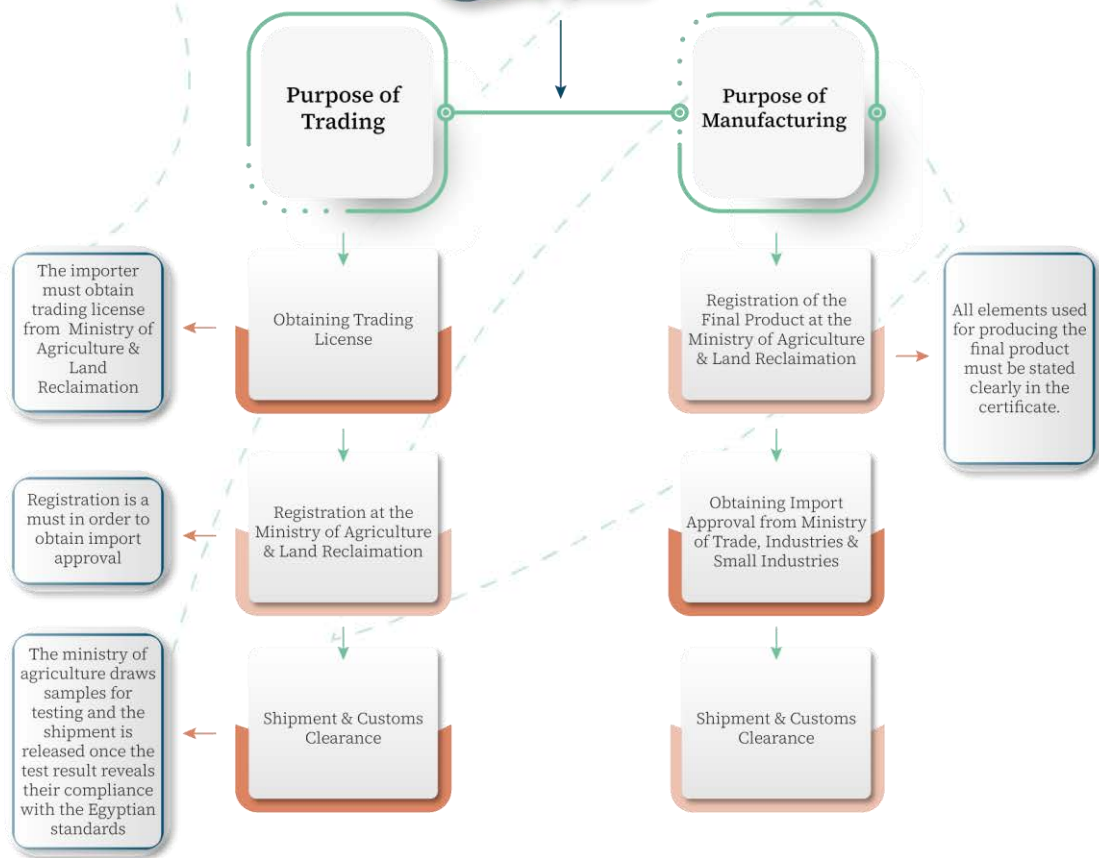 Purpose of
Trading
Purpose of
Manufacturing
The importer
must obtain
trading license
from Ministry of
Agriculture &
Land
Reclaimation
Obtaining Trading
License
Registration of the
Final Product at the
Ministry of Agriculture
& Land Reclaimation
All elements used
for producing the
final product
must be stated
clearly in the
certificate.
Registration is a
must in order to
obtain import
approval
Registration at the
Ministry of Agriculture
& Land Reclaimation
Obtaining Import
Approval from Ministry
of Trade, Industries &
Small Industries
The ministry of
agriculture draws
samples for
testing and the
shipment is
released once the
test result reveals
their compliance
with the Egyptian
standards
Shipment & Customs
Clearance
Shipment & Customs
Clearance